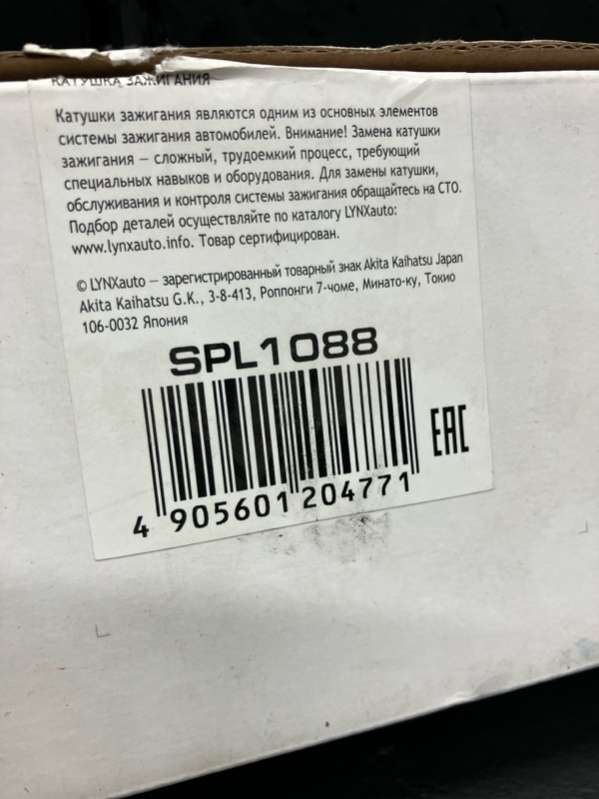 КАТУШКА ЗАЖИГАНИЯ
Катушки зажигания являются одним из основных элементов
системы зажигания автомобилей. Внимание! Замена катушки
зажигания – сложный, трудоемкий процесс, требующий
специальных навыков и оборудования. Для замены катушки,
обслуживания и контроля системы зажигания обращайтесь на СТО.
Подбор деталей осуществляйте по каталогу LYNXauto:
www.lynxauto.info. Товар сертифицирован.
© LYNXauto – зарегистрированный товарный знак Akita Kaihatsu Japan
Akita Kaihatsu G.K., 3-8-413, Роппонги 7-чоме, Минато-ку, Токио
106-0032 Япония
SPL1088
EAC
4 905601 204771